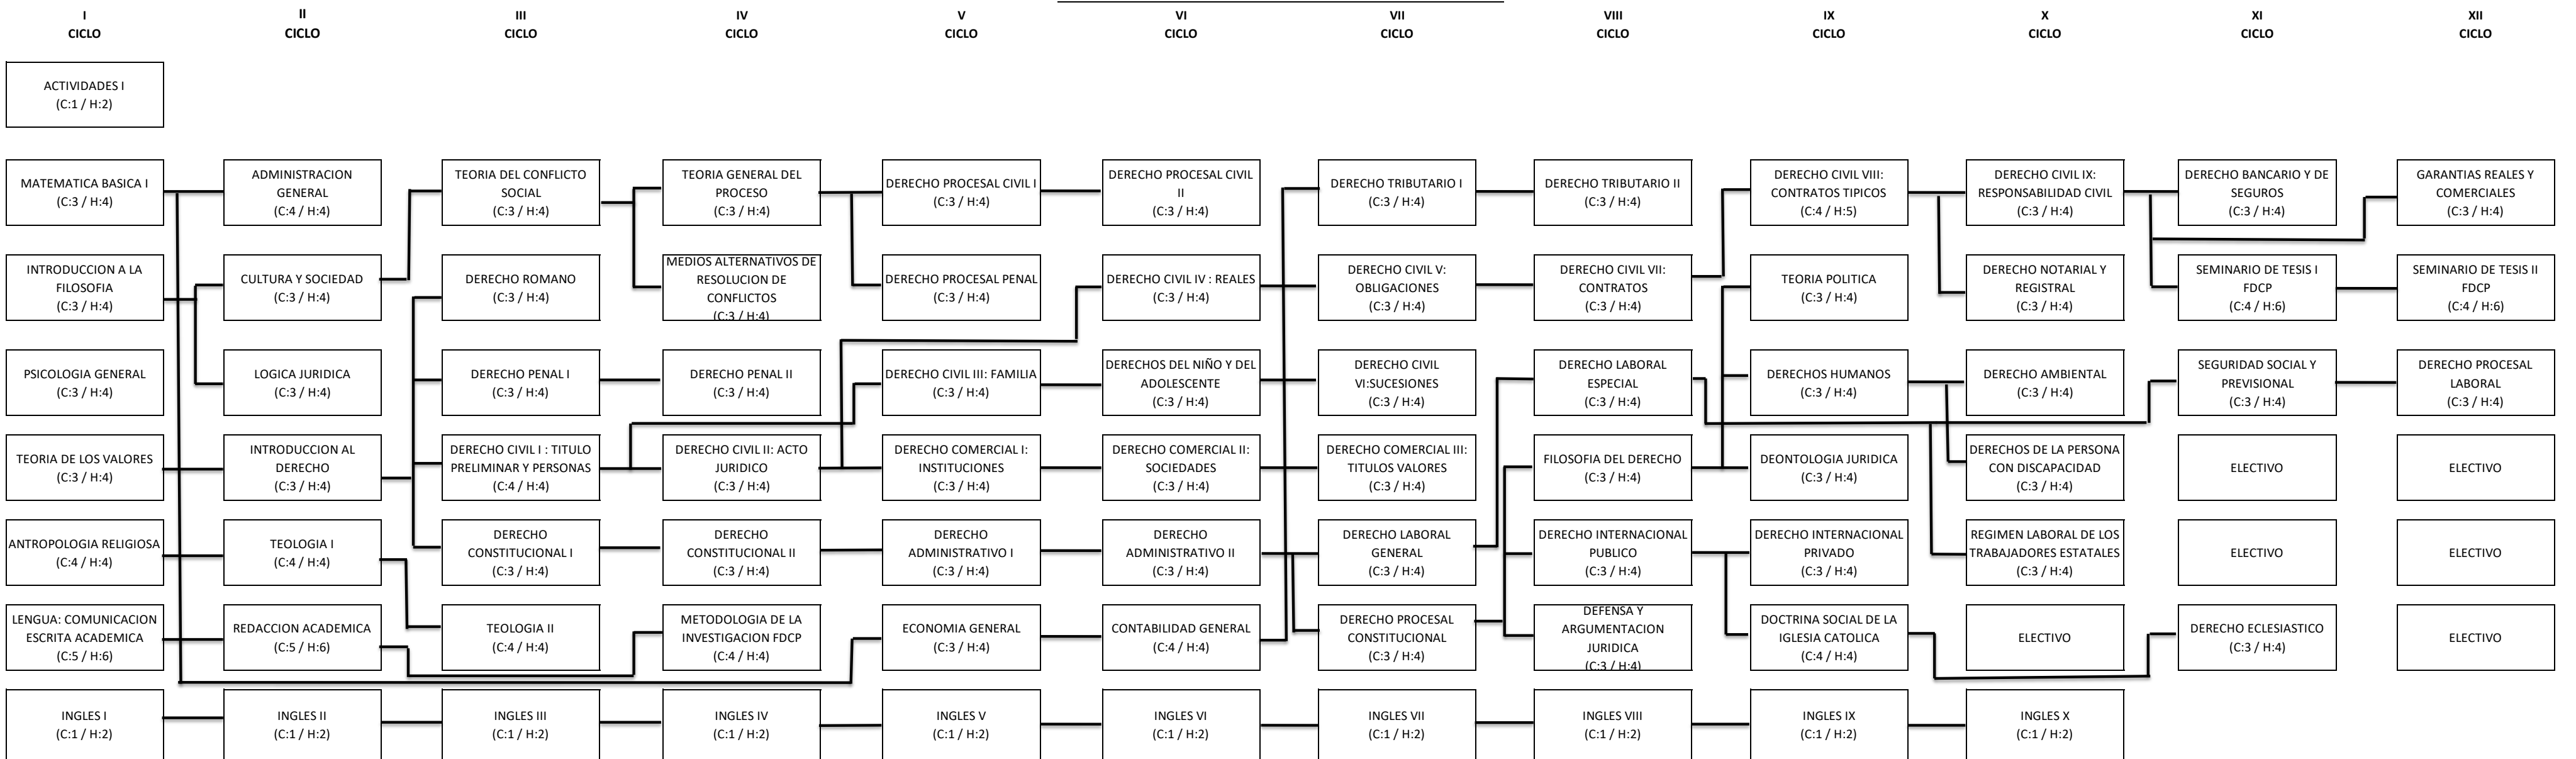 I
CICLO
II
CICLO
III
CICLO
IV
CICLO
V
CICLO
VI
CICLO
VII
CICLO
VIII
CICLO
IX
CICLO
X
CICLO
XI
CICLO
XII
CICLO
ACTIVIDADES I
(C:1 / H:2)
MATEMATICA BASICA I
(C:3 / H:4)
ADMINISTRACION
GENERAL
(C:4 / H:4)
TEORIA DEL CONFLICTO
SOCIAL
(C:3 / H:4)
TEORIA GENERAL DEL
PROCESO
(C:3 / H:4)
DERECHO PROCESAL CIVIL I
(C:3 / H:4)
DERECHO PROCESAL CIVIL
II
(C:3 / H:4)
DERECHO TRIBUTARIO I
(C:3 / H:4)
DERECHO TRIBUTARIO II
(C:3 / H:4)
DERECHO CIVIL VIII:
CONTRATOS TIPICOS
(C:4 / H:5)
DERECHO CIVIL IX:
RESPONSABILIDAD CIVIL
(C:3 / H:4)
DERECHO BANCARIO Y DE
SEGUROS
(C:3 / H:4)
GARANTIAS REALES Y
COMERCIALES
(C:3 / H:4)
INTRODUCCION A LA
FILOSOFIA
(C:3 / H:4)
CULTURA Y SOCIEDAD
(C:3 / H:4)
DERECHO ROMANO
(C:3 / H:4)
MEDIOS ALTERNATIVOS DE
RESOLUCION DE
CONFLICTOS
(C:3 / H:4)
DERECHO PROCESAL PENAL
(C:3 / H:4)
DERECHO CIVIL IV : REALES
(C:3 / H:4)
DERECHO CIVIL V:
OBLIGACIONES
(C:3 / H:4)
DERECHO CIVIL VII:
CONTRATOS
(C:3 / H:4)
TEORIA POLITICA
(C:3 / H:4)
DERECHO NOTARIAL Y
REGISTRAL
(C:3 / H:4)
SEMINARIO DE TESIS I
FDCP
(C:4 / H:6)
SEMINARIO DE TESIS II
FDCP
(C:4 / H:6)
PSICOLOGIA GENERAL
(C:3 / H:4)
LOGICA JURIDICA
(C:3 / H:4)
DERECHO PENAL I
(C:3 / H:4)
DERECHO PENAL II
(C:3 / H:4)
DERECHO CIVIL III: FAMILIA
(C:3 / H:4)
DERECHOS DEL NIÑO Y DEL
ADOLESCENTE
(C:3 / H:4)
DERECHO CIVIL
VI:SUCESIONES
(C:3 / H:4)
DERECHO LABORAL
ESPECIAL
(C:3 / H:4)
DERECHOS HUMANOS
(C:3 / H:4)
DERECHO AMBIENTAL
(C:3 / H:4)
SEGURIDAD SOCIAL Y
PREVISIONAL
(C:3 / H:4)
DERECHO PROCESAL
LABORAL
(C:3 / H:4)
TEORIA DE LOS VALORES
(C:3 / H:4)
INTRODUCCION AL
DERECHO
(C:3 / H:4)
DERECHO CIVIL I : TITULO
PRELIMINAR Y PERSONAS
(C:4 / H:4)
DERECHO CIVIL II: ACTO
JURIDICO
(C:3 / H:4)
DERECHO COMERCIAL I:
INSTITUCIONES
(C:3 / H:4)
DERECHO COMERCIAL II:
SOCIEDADES
(C:3 / H:4)
DERECHO COMERCIAL III:
TITULOS VALORES
(C:3 / H:4)
FILOSOFIA DEL DERECHO
(C:3 / H:4)
DEONTOLOGIA JURIDICA
(C:3 / H:4)
DERECHOS DE LA PERSONA
CON DISCAPACIDAD
(C:3 / H:4)
ELECTIVO
ELECTIVO
ANTROPOLOGIA RELIGIOSA
(C:4 / H:4)
TEOLOGIA I
(C:4 / H:4)
DERECHO
CONSTITUCIONAL I
(C:3 / H:4)
DERECHO
CONSTITUCIONAL II
(C:3 / H:4)
DERECHO
ADMINISTRATIVO I
(C:3 / H:4)
DERECHO
ADMINISTRATIVO II
(C:3 / H:4)
DERECHO LABORAL
GENERAL
(C:3 / H:4)
DERECHO INTERNACIONAL
PUBLICO
(C:3 / H:4)
DERECHO INTERNACIONAL
PRIVADO
(C:3 / H:4)
REGIMEN LABORAL DE LOS
TRABAJADORES ESTATALES
(C:3 / H:4)
ELECTIVO
ELECTIVO
LENGUA: COMUNICACION
ESCRITA ACADEMICA
(C:5 / H:6)
REDACCION ACADEMICA
(C:5 / H:6)
TEOLOGIA II
(C:4 / H:4)
METODOLOGIA DE LA
INVESTIGACION FDCP
(C:4 / H:4)
ECONOMIA GENERAL
(C:3 / H:4)
CONTABILIDAD GENERAL
(C:4 / H:4)
DERECHO PROCESAL
CONSTITUCIONAL
(C:3 / H:4)
DEFENSA Y
ARGUMENTACION
JURIDICA
(C:3 / H:4)
DOCTRINA SOCIAL DE LA
IGLESIA CATOLICA
(C:4 / H:4)
ELECTIVO
DERECHO ECLESIASTICO
(C:3 / H:4)
ELECTIVO
INGLES I
(C:1 / H:2)
INGLES II
(C:1 / H:2)
INGLES III
(C:1 / H:2)
INGLES IV
(C:1 / H:2)
INGLES V
(C:1 / H:2)
INGLES VI
(C:1 / H:2)
INGLES VII
(C:1 / H:2)
INGLES VIII
(C:1 / H:2)
INGLES IX
(C:1 / H:2)
INGLES X
(C:1 / H:2)